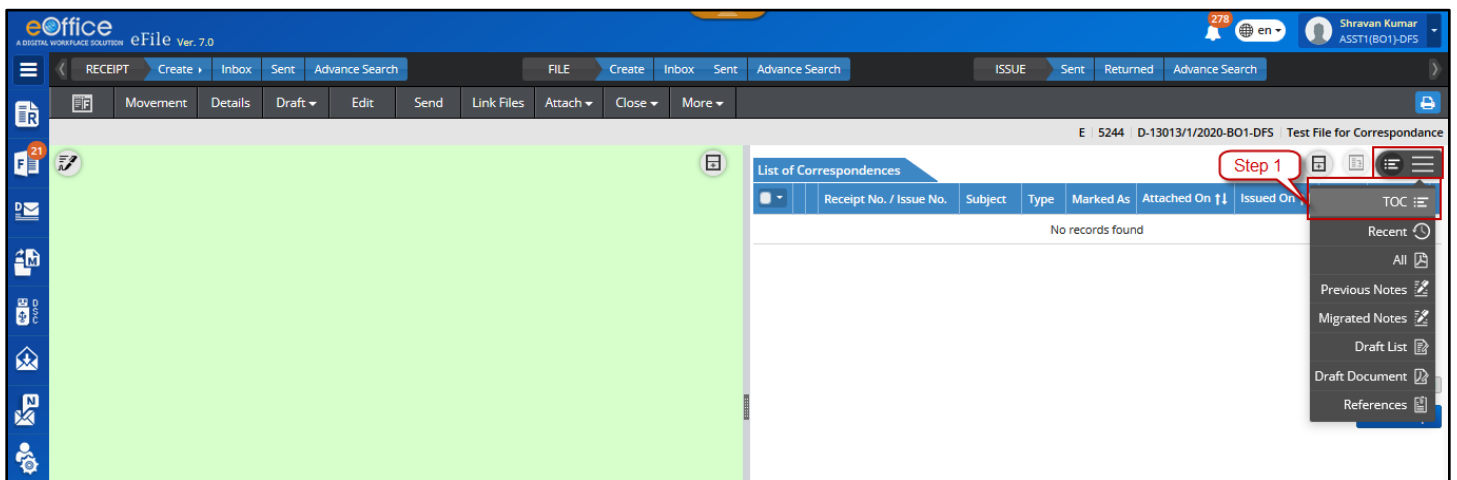 eOffice
A DIGITAL WORKPLACE SOLUTION eFile Ver. 7.0
278
en
Shravan Kumar
ASST1(BO1)-DFS
RECEIPT Create Inbox Sent Advance Search FILE Create Inbox Sent Advance Search ISSUE Sent Returned Advance Search
F Movement Details Draft Edit Send Link Files Attach Close More
R
E 5244 D-13013/1/2020-BO1-DFS Test File for Correspondance
21
F
List of Correspondences
Step 1
Receipt No. / Issue No. Subject Type Marked As Attached On Issued On
No records found
TOC
Recent
All
Previous Notes
Migrated Notes
Draft List
Draft Document
References
D
M
DSC
N